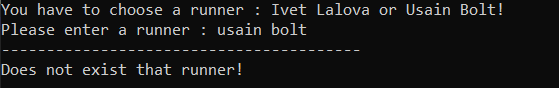 You have to choose a runner : Ivet Lalova or Usain Bolt!
Please enter a runner : usain bolt
----------------------------------------
Does not exist that runner!